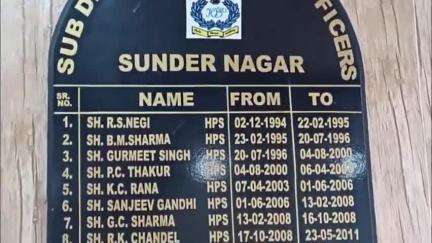 SUB D OFFICERS
SUNDER NAGAR
SR. NO. NAME FROM TO
1. SH. R.S.NEGI HPS 02-12-1994 22-02-1995
2. SH. B.M.SHARMA HPS 23-02-1995 20-07-1996
3. SH. GURMEET SINGH HPS 20-07-1996 04-08-2000
4. SH. P.C. THAKUR HPS 04-08-2000 06-04-200
5. SH. K.C. RANA HPS 07-04-2003 01-06-2006
6. SH. SANJEEV GANDHI HPS 01-06-2006 13-02-2008
7. SH. G.C. SHARMA HPS 13-02-2008 16-10-2008
8. SH. R.K. CHANDEL HPS 17-10-2008 23-05-2011